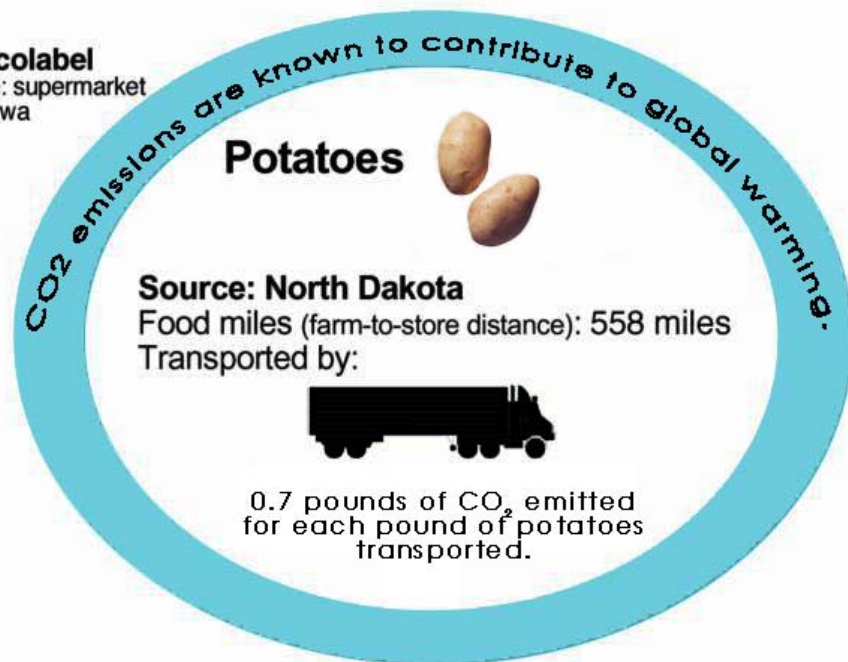 colabel
: supermarket
wa
CO2 emissions are known to contribute to global warming.
Potatoes
Source: North Dakota
Food miles (farm-to-store distance): 558 miles
Transported by:
0.7 pounds of CO₂ emitted
for each pound of potatoes
transported.